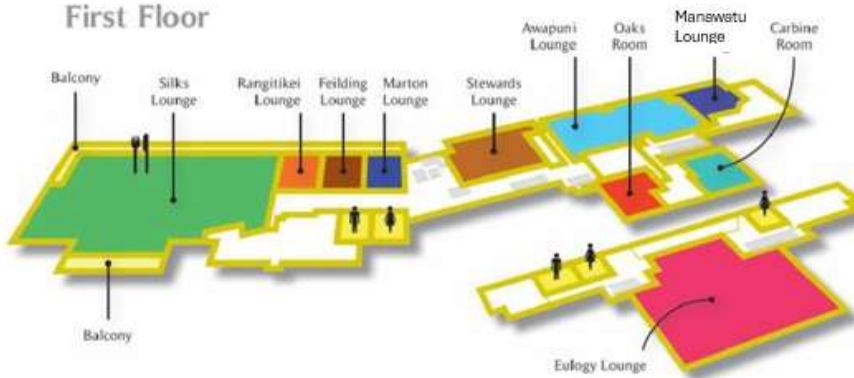 First Floor
Balcony
Silks
Lounge
Rangitikei
Lounge
Feilding
Lounge
Marton
Lounge
Stewards
Lounge
Awapuni
Lounge
Oaks
Room
Manawatu
Lounge
Carbine
Room
Balcony
Eulogy Lounge